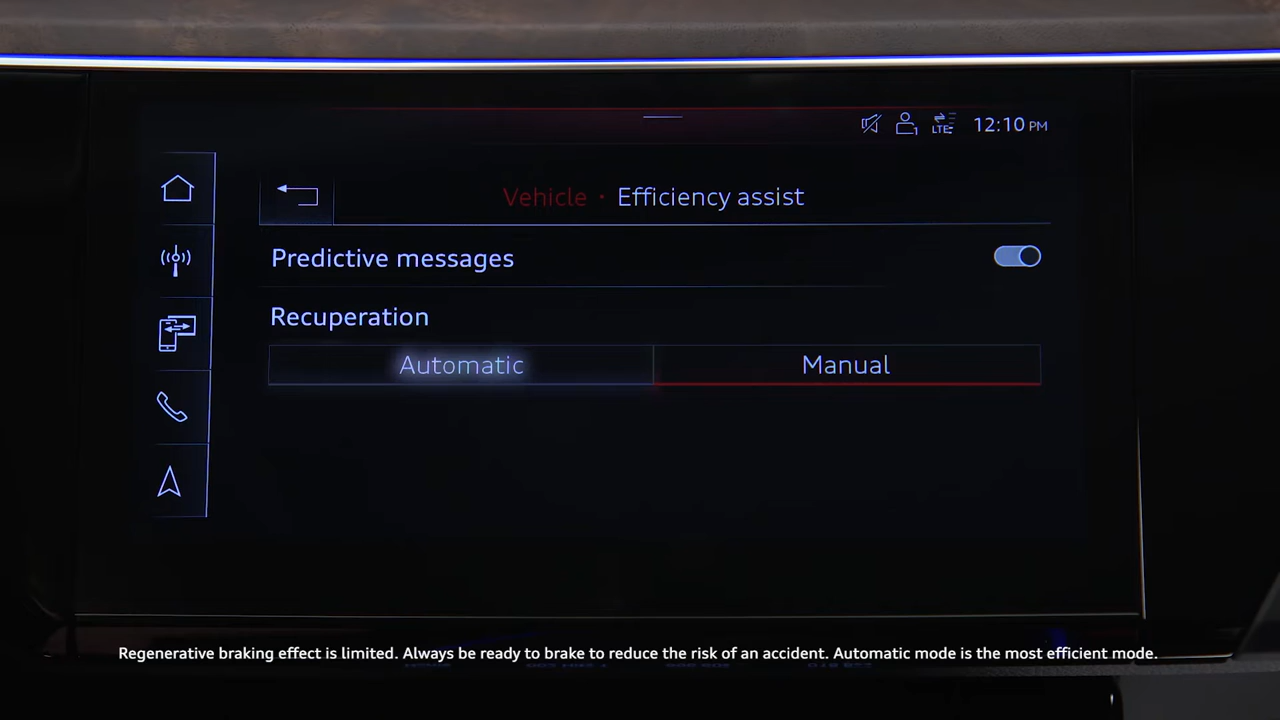 LTE 12:10 PM
1
Vehicle • Efficiency assist
Predictive messages
Recuperation
Automatic Manual
Regenerative braking effect is limited. Always be ready to brake to reduce the risk of an accident. Automatic mode is the most efficient mode.